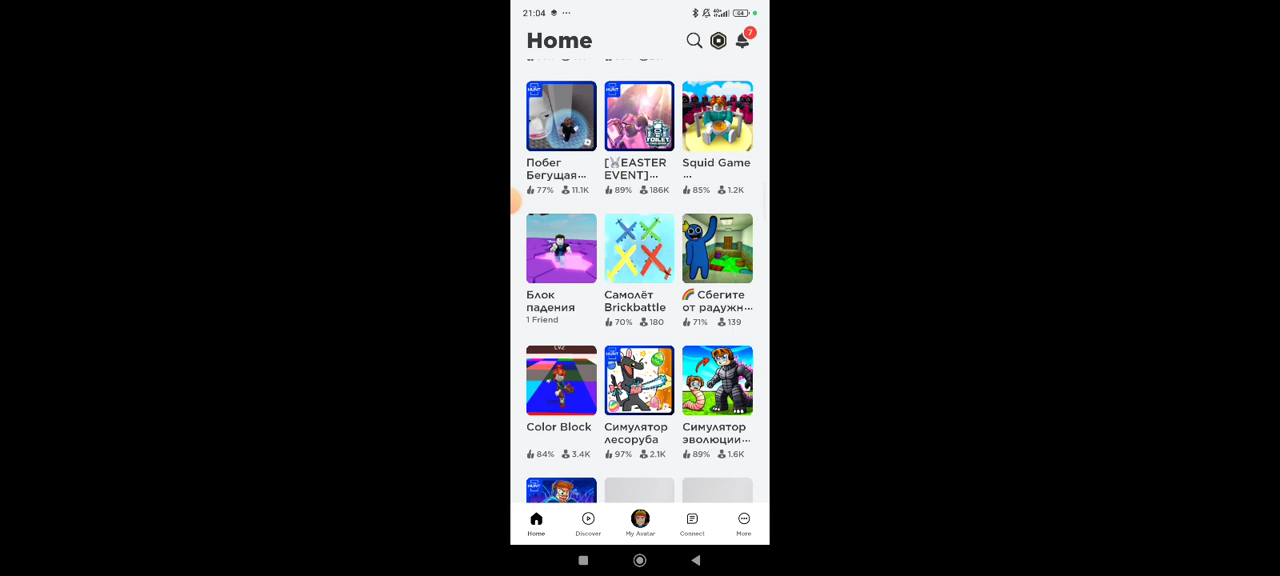 21:04
64
Home
7
Побег
Бегущая...
77% 11.1K
[🐰EASTER
EVENT]...
89% 186K
Squid Game
...
85% 1.2K
Блок
падения
1 Friend
Самолёт
Brickbattle
70% 180
🌈 Сбегите
от радужн...
71% 139
Color Block
84% 3.4K
Симулятор
лесоруба
97% 2.1K
Симулятор
эволюции...
89% 1.6K
Home
Discover
My Avatar
Connect
More